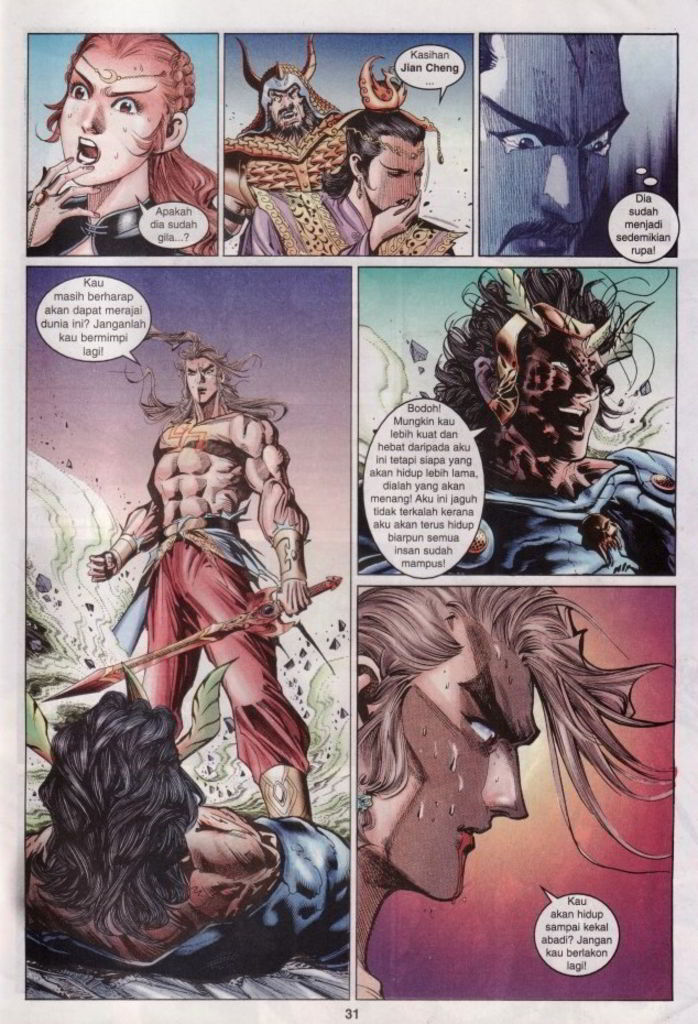 Apakah
dia sudah
gila...?
Kasihan
Jian Cheng
...
Dia
sudah
menjadi
sedemikian
rupa!
Kau
masih berharap
akan dapat merajai
dunia ini? Janganlah
kau bermimpi
lagi!
Bodoh!
Mungkin kau
lebih kuat dan
hebat daripada aku
ini tetapi siapa yang
akan hidup lebih lama,
dialah yang akan
menang! Aku ini jaguh
tidak terkalah kerana
aku akan terus hidup
biarpun semua
insan sudah
mampus!
Kau
akan hidup
sampai kekal
abadi? Jangan
kau berlakon
lagi!
31